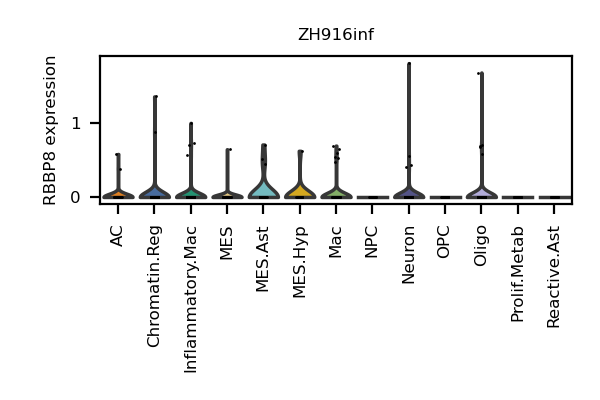 ZH916inf
RBBP8 expression
1
0
AC
Chromatin.Reg
Inflammatory.Mac
MES
MES.Ast
MES.Hyp
Mac
NPC
Neuron
OPC
Oligo
Prolif.Metab
Reactive.Ast